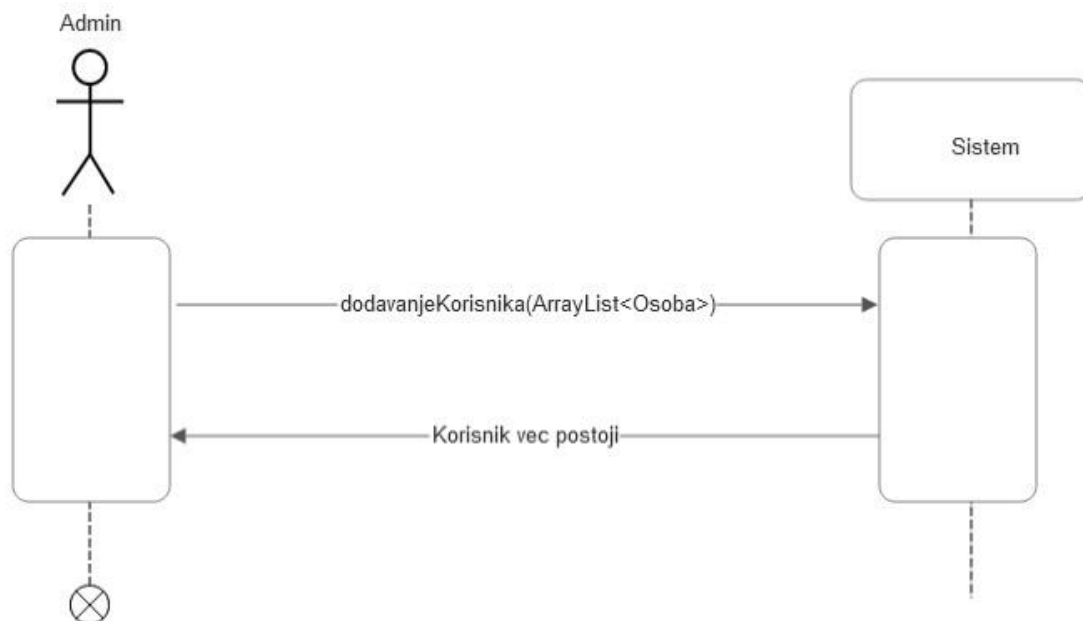 Admin
Sistem
dodavanjeKorisnika(ArrayList<Osoba>)
Korisnik vec postoji